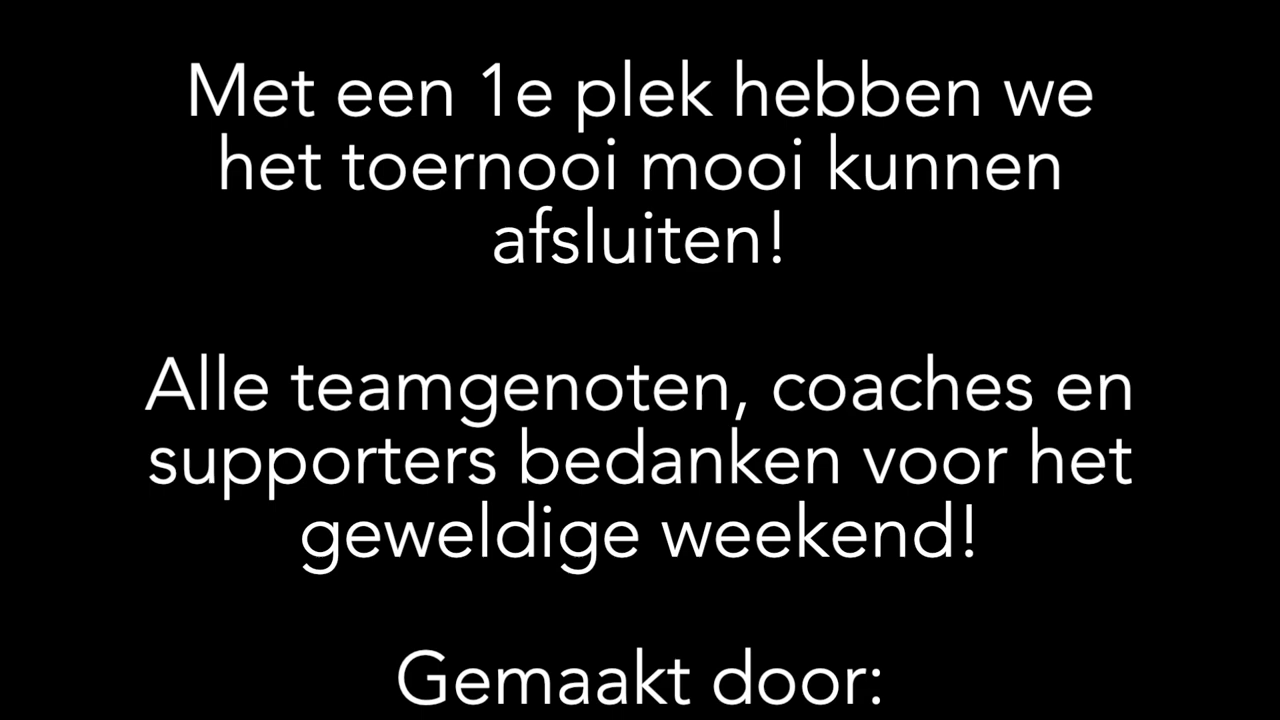 Met een 1e plek hebben we
het toernooi mooi kunnen
afsluiten!
Alle teamgenoten, coaches en
supporters bedanken voor het
geweldige weekend!
Gemaakt door: